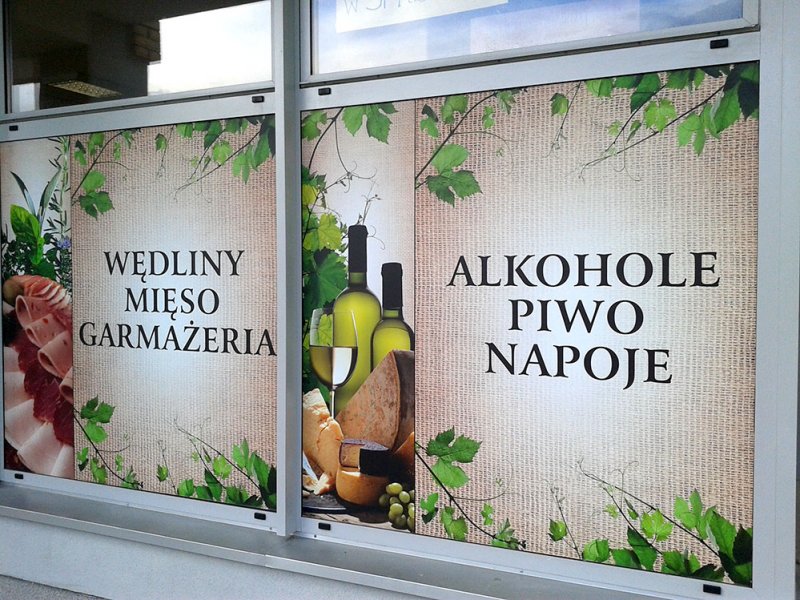 WĘDLINY
MIĘSO
GARMAŻERIA
ALKOHOLE
PIWO
NAPOJE